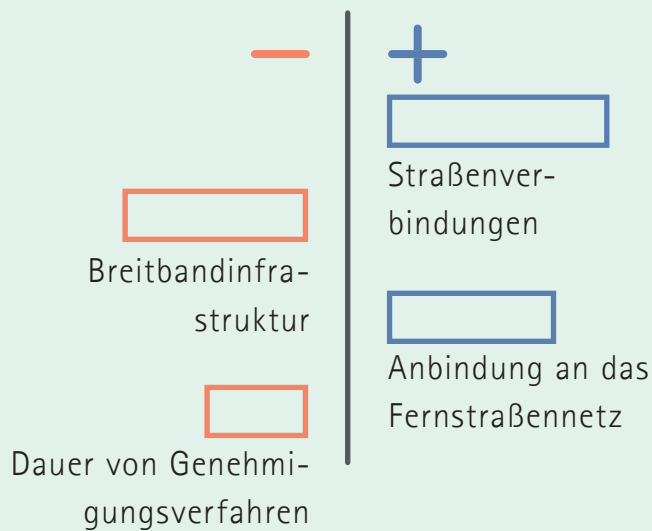 −
+
Straßenver-
bindungen
Breitbandinfra-
struktur
Anbindung an das
Fernstraßennetz
Dauer von Genehmi-
gungsverfahren